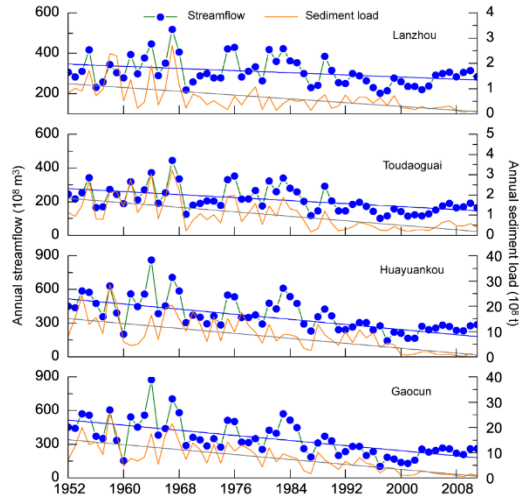 Streamflow Sediment load
600 4
Lanzhou
400 3
2
200 1
0
600 5
Toudaoguai
400 4
3
200 2
1
0 0
900 40
Huayuankou
600 30
300 20
10
0 0
900 40
Gaocun
600 30
300 20
10
0 0
1952 1960 1968 1976 1984 1992 2000 2008
Annual streamflow (10⁸ m³)
Annual sediment load (10⁸ t)